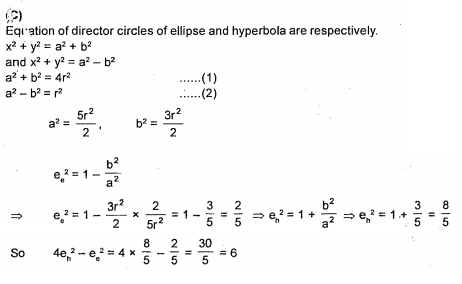 (C)
Equation of director circles of ellipse and hyperbola are respectively.
x² + y² = a² + b²
and x² + y² = a² – b²
a² + b² = 4r² ......(1)
a² – b² = r² ......(2)
a² = 5r²/2, b² = 3r²/2
eₑ² = 1 – b²/a²
⇒ eₑ² = 1 – 3r²/2 × 2/5r² = 1 – 3/5 = 2/5 ⇒ eₕ² = 1 + b²/a² ⇒ eₕ² = 1 + 3/5 = 8/5
So 4eₕ² – eₑ² = 4 × 8/5 – 2/5 = 30/5 = 6